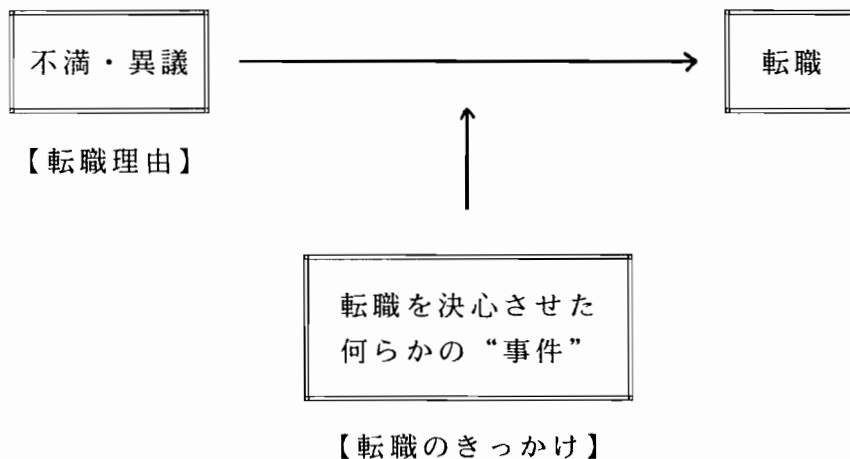 不満・異議
転職
【転職理由】
転職を決心させた
何らかの“事件”
【転職のきっかけ】